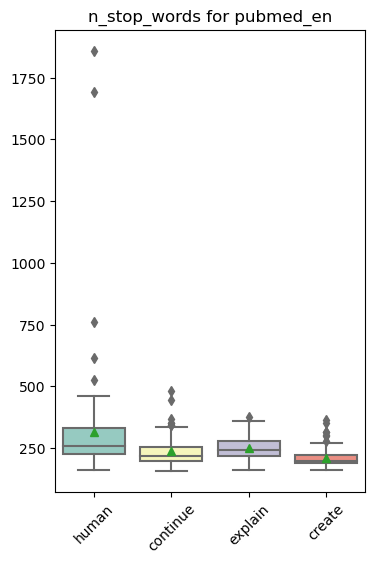 n_stop_words for pubmed_en
1750
1500
1250
1000
750
500
250
human
continue
explain
create